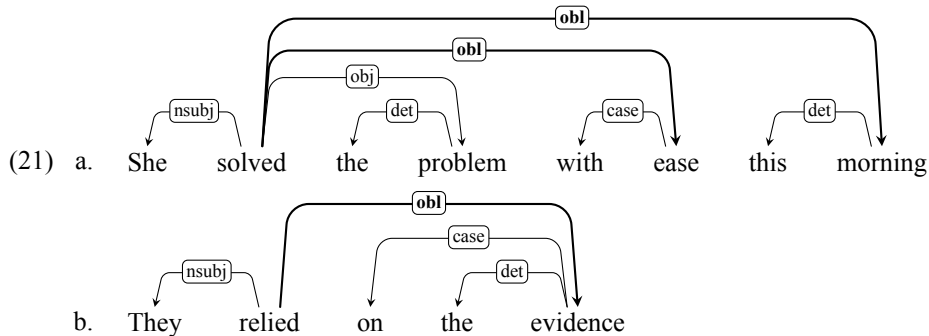 obl
obl
obj
nsubj det case det
(21) a. She solved the problem with ease this morning
obl
case
nsubj det
b. They relied on the evidence